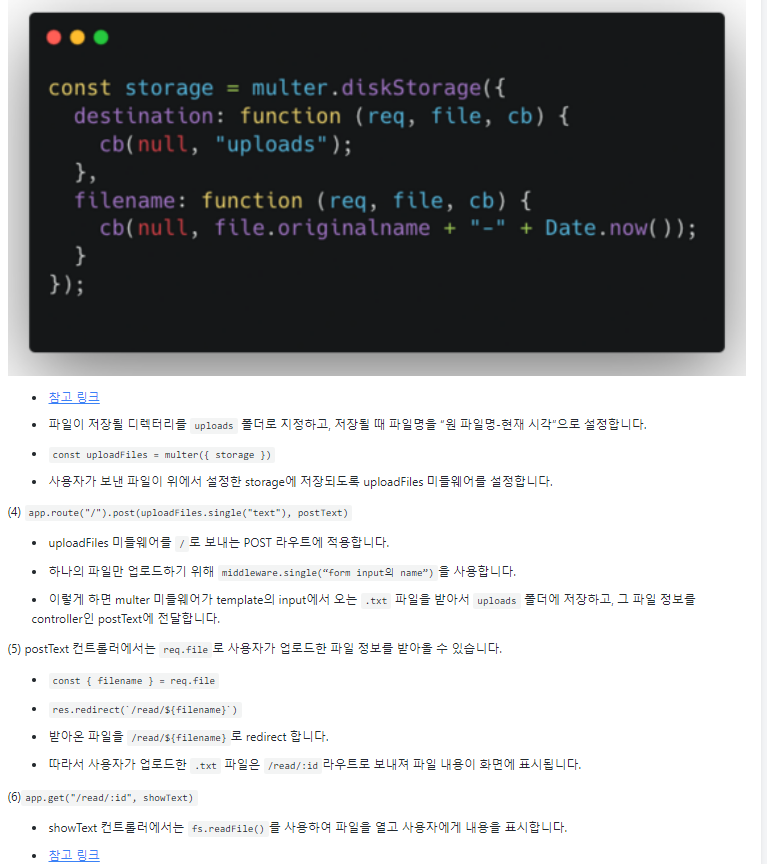 const storage = multer.diskStorage({
destination: function (req, file, cb) {
cb(null, "uploads");
},
filename: function (req, file, cb) {
cb(null, file.originalname + "-" + Date.now());
}
});
참고 링크
파일이 저장될 디렉터리를 uploads 폴더로 지정하고, 저장될 때 파일명을 “원 파일명-현재 시각”으로 설정합니다.
const uploadFiles = multer({ storage })
사용자가 보낸 파일이 위에서 설정한 storage에 저장되도록 uploadFiles 미들웨어를 설정합니다.
(4) app.route("/").post(uploadFiles.single("text"), postText)
uploadFiles 미들웨어를 / 로 보내는 POST 라우트에 적용합니다.
하나의 파일만 업로드하기 위해 middleware.single(“form input의 name”) 을 사용합니다.
이렇게 하면 multer 미들웨어가 template의 input에서 오는 .txt 파일을 받아서 uploads 폴더에 저장하고, 그 파일 정보를
controller인 postText에 전달합니다.
(5) postText 컨트롤러에서는 req.file 로 사용자가 업로드한 파일 정보를 받아올 수 있습니다.
const { filename } = req.file
res.redirect(`/read/${filename}`)
받아온 파일을 /read/${filename} 로 redirect 합니다.
따라서 사용자가 업로드한 .txt 파일은 /read/:id 라우트로 보내져 파일 내용이 화면에 표시됩니다.
(6) app.get("/read/:id", showText)
showText 컨트롤러에서는 fs.readFile() 를 사용하여 파일을 열고 사용자에게 내용을 표시합니다.
참고 링크